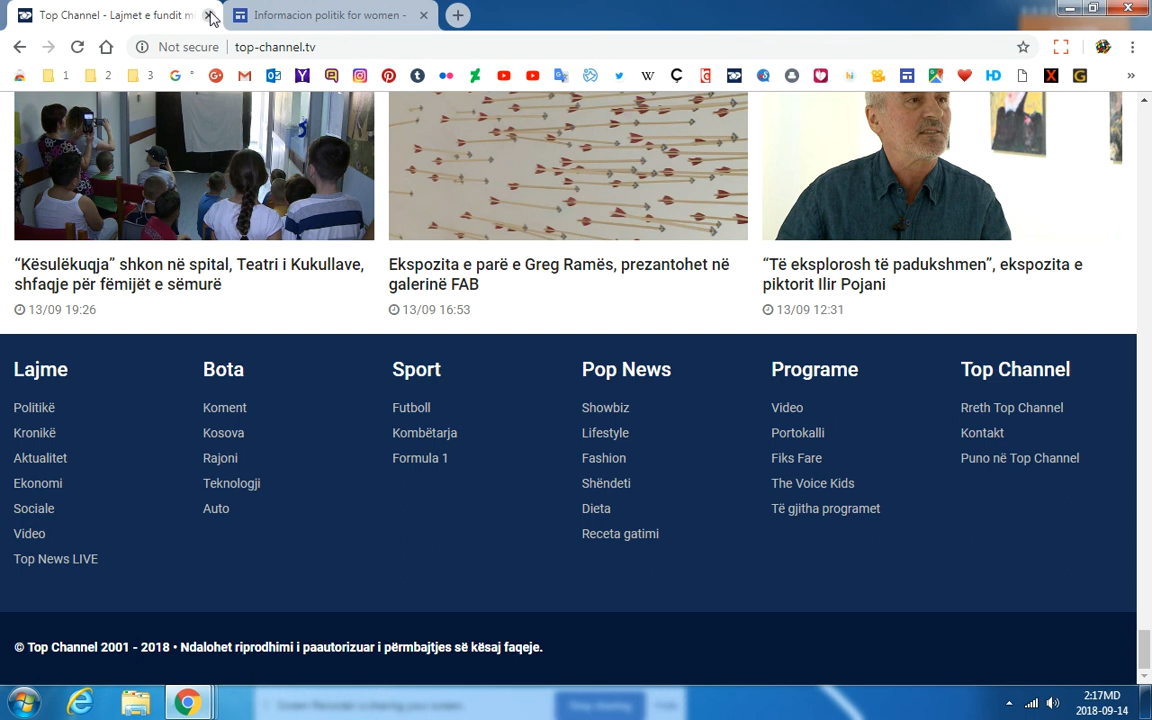 Top Channel - Lajmet e fundit m
Informacion politik for women -
Not secure
top-channel.tv
1
2
3
"Kësulëkuqja" shkon në spital, Teatri i Kukullave,
shfaqje për fëmijët e sëmurë
13/09 19:26
Ekspozita e parë e Greg Ramës, prezantohet në
galerinë FAB
13/09 16:53
"Të eksplorosh të padukshmen", ekspozita e
piktorit Ilir Pojani
13/09 12:31
Lajme
Politikë
Kronikë
Aktualitet
Ekonomi
Sociale
Video
Top News LIVE
Bota
Koment
Kosova
Rajoni
Teknologji
Auto
Sport
Futboll
Kombëtarja
Formula 1
Pop News
Showbiz
Lifestyle
Fashion
Shëndeti
Dieta
Receta gatimi
Programe
Video
Portokalli
Fiks Fare
The Voice Kids
Të gjitha programet
Top Channel
Rreth Top Channel
Kontakt
Puno në Top Channel
© Top Channel 2001 - 2018 • Ndalohet riprodhimi i paautorizuar i përmbajtjes së kësaj faqeje.
2:17MD
2018-09-14